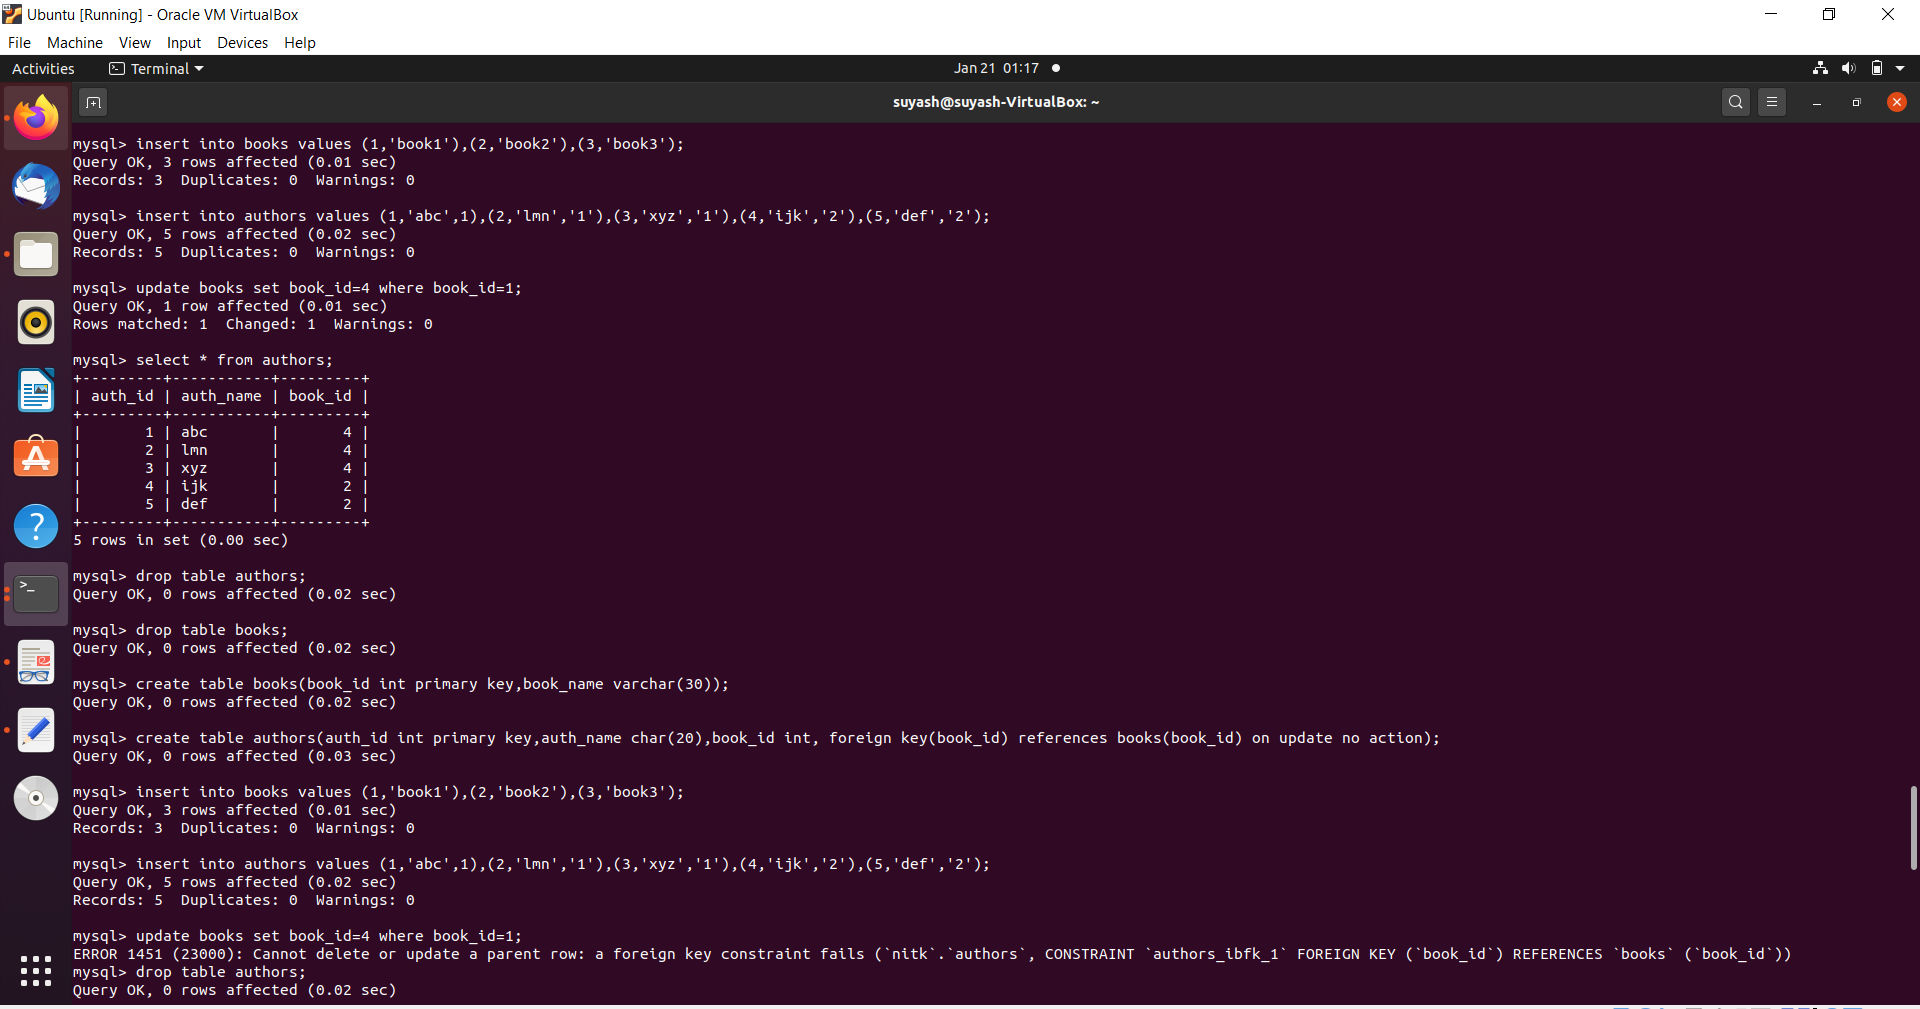 Ubuntu [Running] - Oracle VM VirtualBox
File Machine View Input Devices Help
Activities Terminal Jan 21 01:17
suyash@suyash-VirtualBox: ~
mysql> insert into books values (1,'book1'),(2,'book2'),(3,'book3');
Query OK, 3 rows affected (0.01 sec)
Records: 3  Duplicates: 0  Warnings: 0
mysql> insert into authors values (1,'abc',1),(2,'lmn','1'),(3,'xyz','1'),(4,'ijk','2'),(5,'def','2');
Query OK, 5 rows affected (0.02 sec)
Records: 5  Duplicates: 0  Warnings: 0
mysql> update books set book_id=4 where book_id=1;
Query OK, 1 row affected (0.01 sec)
Rows matched: 1  Changed: 1  Warnings: 0
mysql> select * from authors;
+---------+-----------+---------+
| auth_id | auth_name | book_id |
+---------+-----------+---------+
|       1 | abc       |       4 |
|       2 | lmn       |       4 |
|       3 | xyz       |       4 |
|       4 | ijk       |       2 |
|       5 | def       |       2 |
+---------+-----------+---------+
5 rows in set (0.00 sec)
mysql> drop table authors;
Query OK, 0 rows affected (0.02 sec)
mysql> drop table books;
Query OK, 0 rows affected (0.02 sec)
mysql> create table books(book_id int primary key,book_name varchar(30));
Query OK, 0 rows affected (0.02 sec)
mysql> create table authors(auth_id int primary key,auth_name char(20),book_id int, foreign key(book_id) references books(book_id) on update no action);
Query OK, 0 rows affected (0.03 sec)
mysql> insert into books values (1,'book1'),(2,'book2'),(3,'book3');
Query OK, 3 rows affected (0.01 sec)
Records: 3  Duplicates: 0  Warnings: 0
mysql> insert into authors values (1,'abc',1),(2,'lmn','1'),(3,'xyz','1'),(4,'ijk','2'),(5,'def','2');
Query OK, 5 rows affected (0.02 sec)
Records: 5  Duplicates: 0  Warnings: 0
mysql> update books set book_id=4 where book_id=1;
ERROR 1451 (23000): Cannot delete or update a parent row: a foreign key constraint fails (`nitk`.`authors`, CONSTRAINT `authors_ibfk_1` FOREIGN KEY (`book_id`) REFERENCES `books` (`book_id`))
mysql> drop table authors;
Query OK, 0 rows affected (0.02 sec)